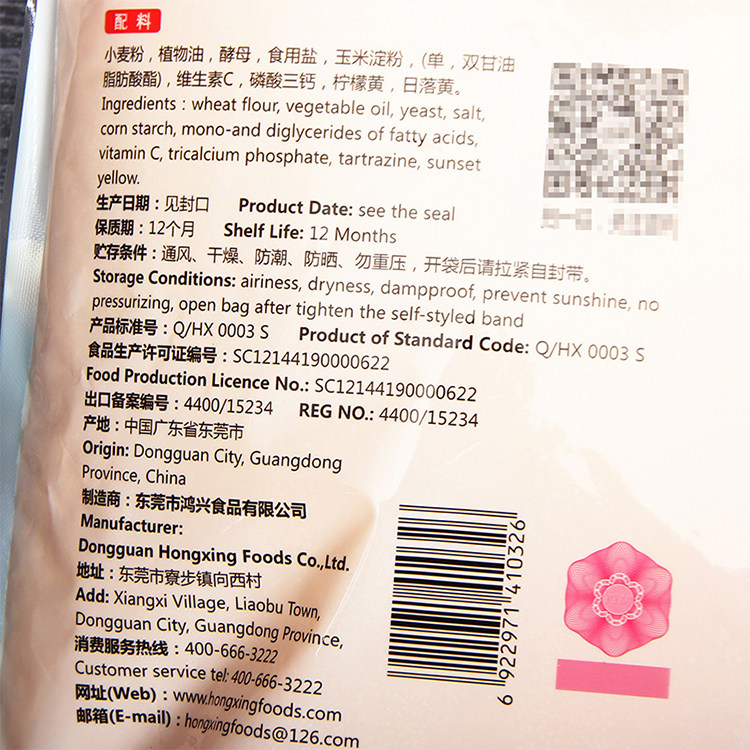 配料
小麦粉，植物油，酵母，食用盐，玉米淀粉，(单，双甘油
脂肪酸酯)，维生素C，磷酸三钙，柠檬黄，日落黄。
Ingredients：wheat flour, vegetable oil, yeast, salt,
corn starch, mono-and diglycerides of fatty acids,
vitamin C, tricalcium phosphate, tartrazine, sunset
yellow.
生产日期：见封口 Product Date: see the seal
保质期：12个月 Shelf Life: 12 Months
贮存条件：通风、干燥、防潮、防晒、勿重压，开袋后请拉紧自封带。
Storage Conditions: airiness, dryness, dampproof, prevent sunshine, no
pressurizing, open bag after tighten the self-styled band
产品标准号：Q/HX 0003 S Product of Standard Code: Q/HX 0003 S
食品生产许可证编号：SC12144190000622
Food Production Licence No.: SC12144190000622
出口备案编号：4400/15234 REG NO.: 4400/15234
产地：中国广东省东莞市
Origin: Dongguan City, Guangdong
Province, China
制造商：东莞市鸿兴食品有限公司
Manufacturer:
Dongguan Hongxing Foods Co.,Ltd.
地址：东莞市寮步镇向西村
Add: Xiangxi Village, Liaobu Town,
Dongguan City, Guangdong Province,
消费服务热线：400-666-3222
Customer service tel: 400-666-3222
网址(Web)：www.hongxingfoods.com
邮箱(E-mail)：hongxingfoods@126.com
6 922971 410326